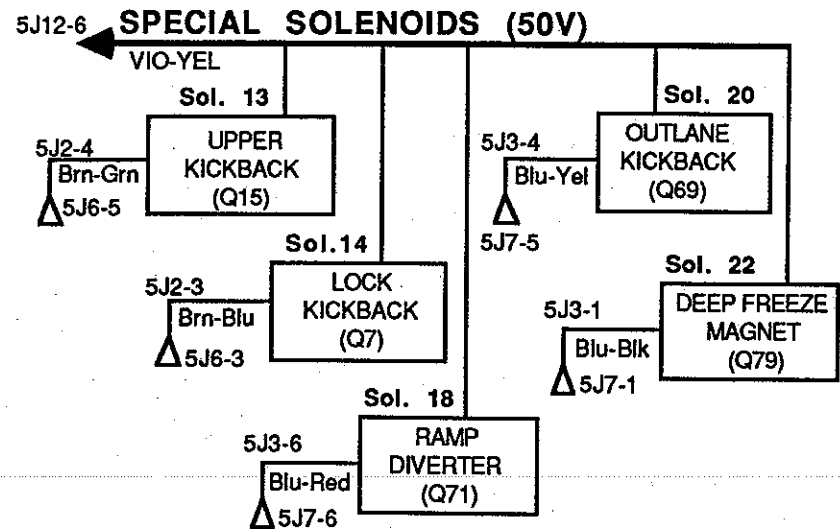 5J12-6
SPECIAL SOLENOIDS (50V)
VIO-YEL
Sol. 13
UPPER
KICKBACK
(Q15)
5J2-4
Brn-Grn
5J6-5
Sol. 20
OUTLANE
KICKBACK
(Q69)
5J3-4
Blu-Yel
5J7-5
Sol.14
LOCK
KICKBACK
(Q7)
5J2-3
Brn-Blu
5J6-3
Sol. 22
DEEP FREEZE
MAGNET
(Q79)
5J3-1
Blu-Blk
5J7-1
Sol. 18
RAMP
DIVERTER
(Q71)
5J3-6
Blu-Red
5J7-6